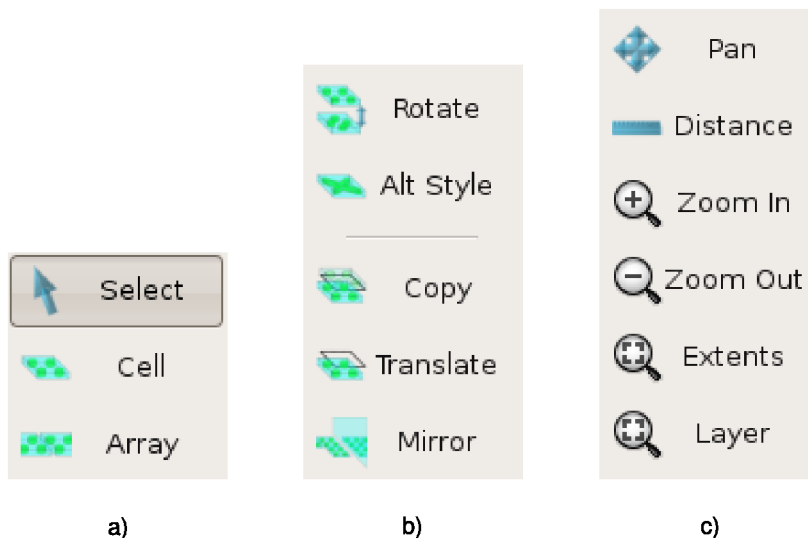 Select
Cell
Array
a)
Rotate
Alt Style
Copy
Translate
Mirror
b)
Pan
Distance
Zoom In
Zoom Out
Extents
Layer
c)